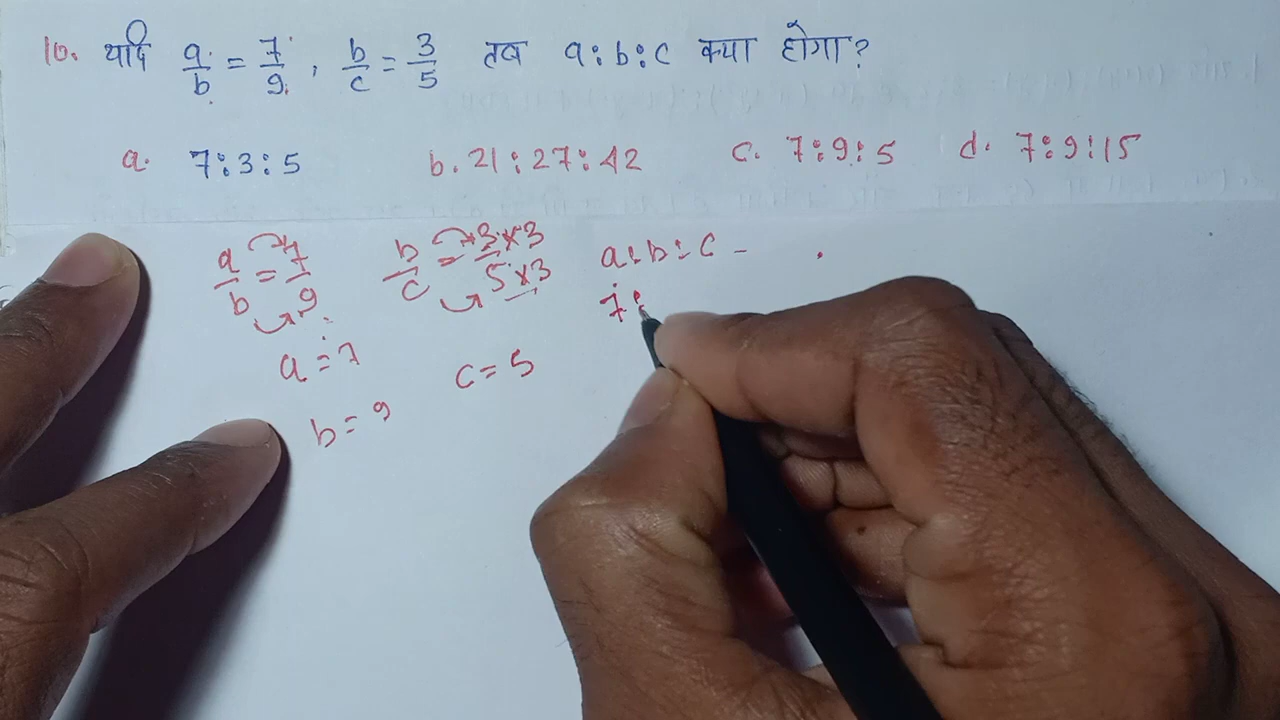 10. यदि a/b = 7/9, b/c = 3/5 तब a:b:c क्या होगा?
a. 7:3:5 b. 21:27:42 c. 7:9:5 d. 7:9:15
a/b = 7/9 b/c = 3×3/5×3 a:b:c -
7:
a = 7 c = 5
b = 9